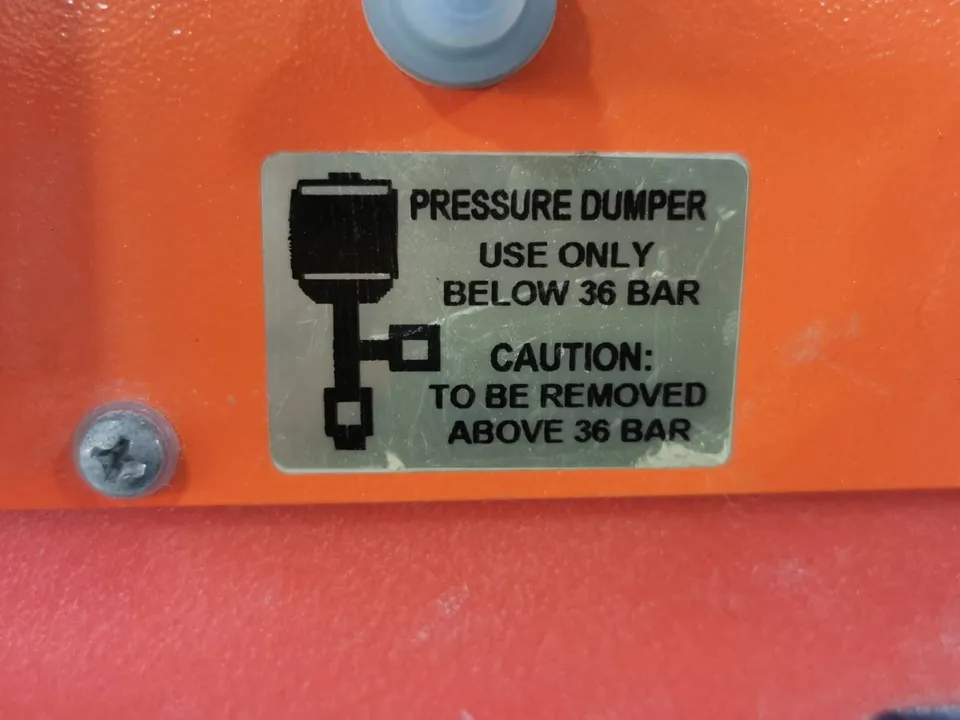 PRESSURE DUMPER
USE ONLY
BELOW 36 BAR
CAUTION:
TO BE REMOVED
ABOVE 36 BAR